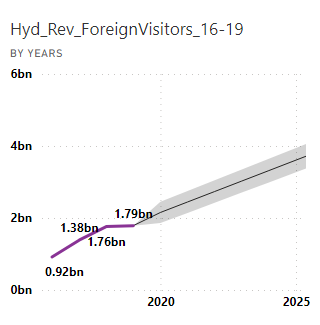 Hyd_Rev_ForeignVisitors_16-19
BY YEARS
6bn
4bn
2bn
0bn
0.92bn
1.38bn
1.76bn
1.79bn
2020
2025